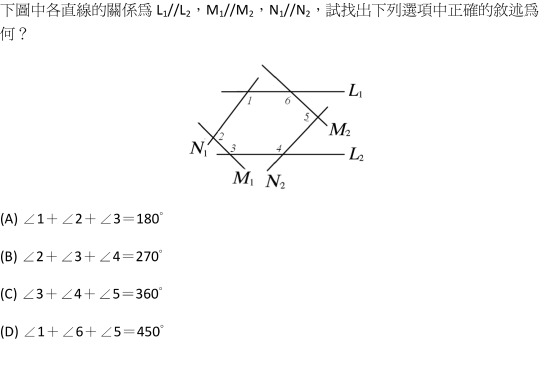 下圖中各直線的關係為 L₁//L₂,M₁//M₂,N₁//N₂,試找出下列選項中正確的敘述為
何?
1 6 L₁
5
M₂
2
N₁ 3 4 L₂
M₁ N₂
(A) ∠1+∠2+∠3=180°
(B) ∠2+∠3+∠4=270°
(C) ∠3+∠4+∠5=360°
(D) ∠1+∠6+∠5=450°